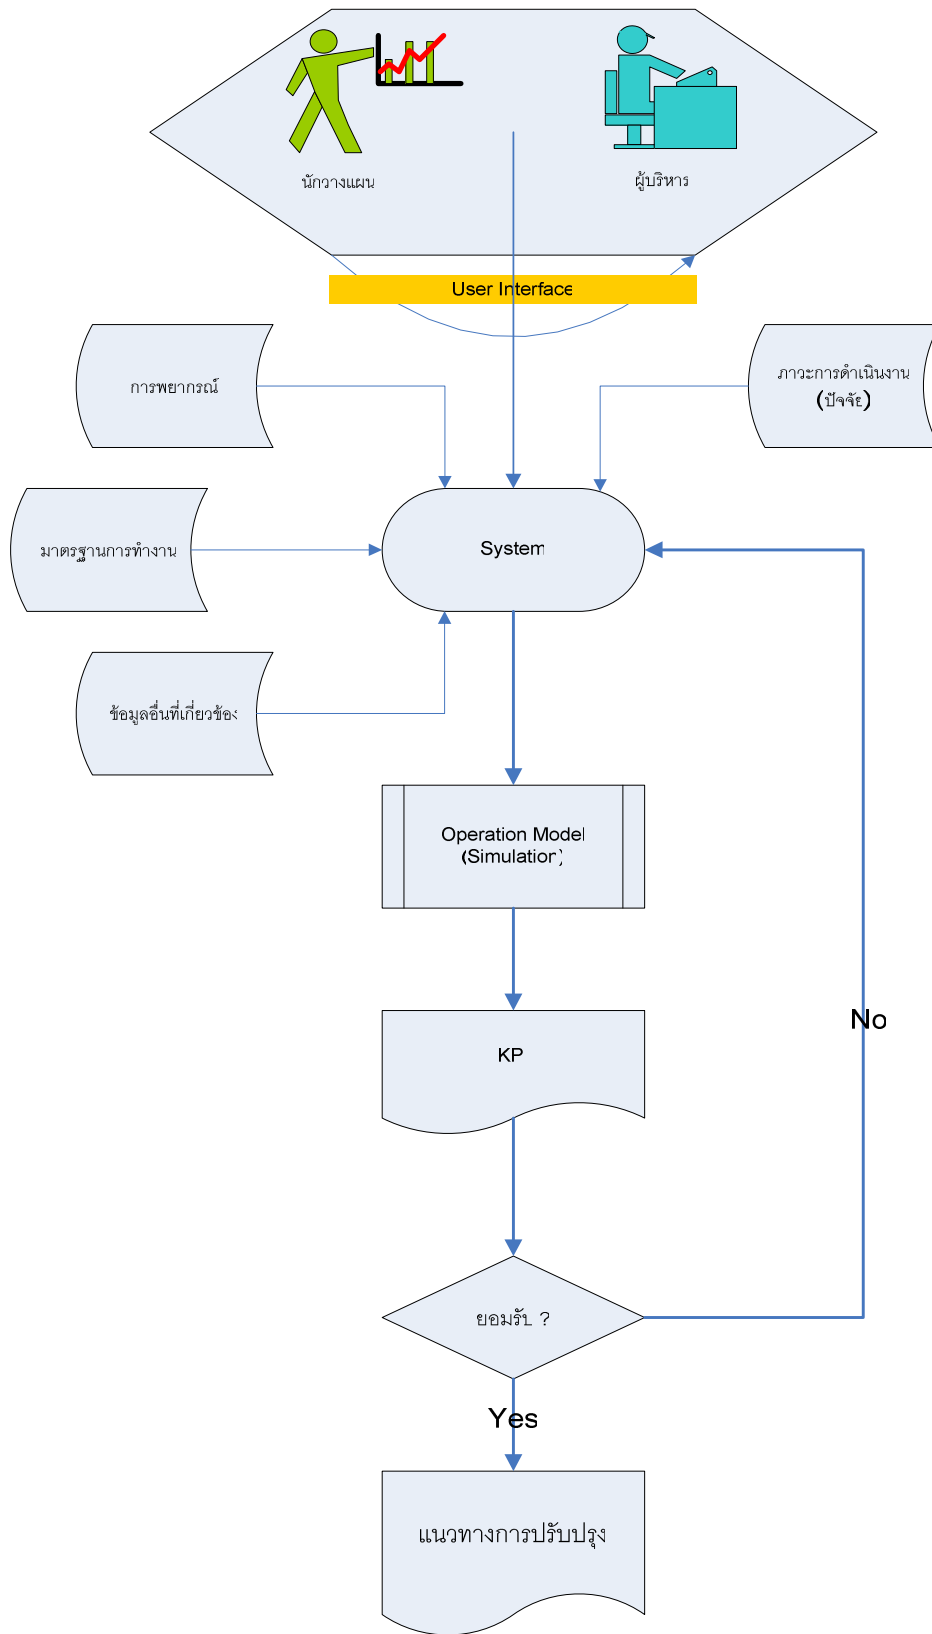 นักวางแผน
ผู้บริหาร
User Interface
การพยากรณ์
ภาวะการดำเนินงาน
(ปัจจัย)
มาตรฐานการทำงาน
System
ข้อมูลอื่นที่เกี่ยวข้อง
Operation Model
(Simulation)
No
KP
ยอมรับ ?
Yes
แนวทางการปรับปรุง